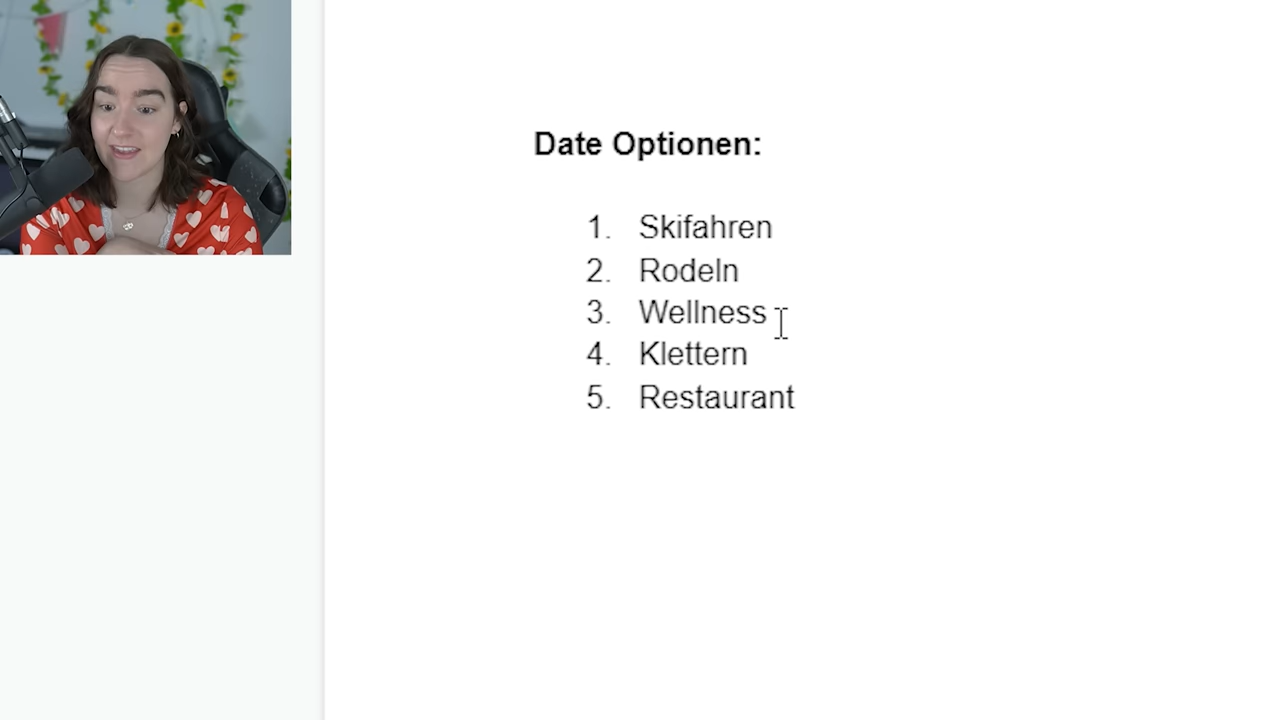 Date Optionen:
1. Skifahren
2. Rodeln
3. Wellness
4. Klettern
5. Restaurant